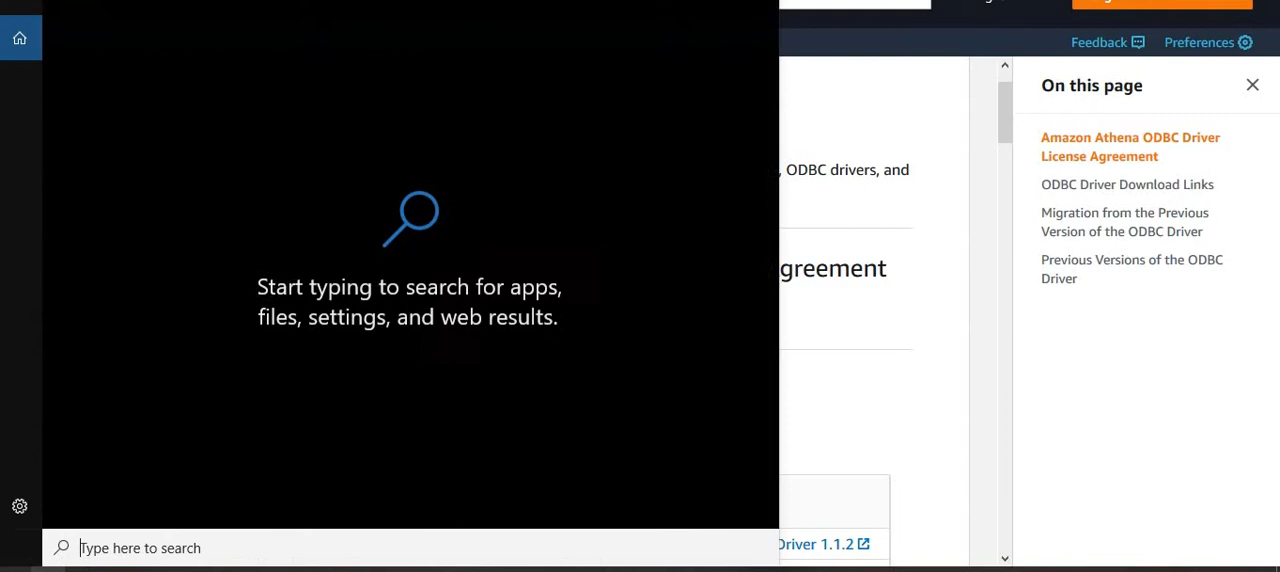 Feedback
Preferences
On this page
Amazon Athena ODBC Driver
License Agreement
ODBC Driver Download Links
Migration from the Previous
Version of the ODBC Driver
Previous Versions of the ODBC
Driver
, ODBC drivers, and
greement
Driver 1.1.2
Start typing to search for apps,
files, settings, and web results.
Type here to search